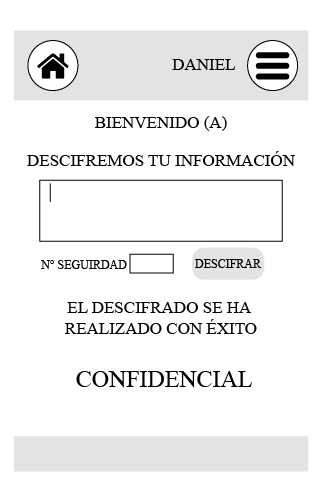 DANIEL
BIENVENIDO (A)
DESCIFREMOS TU INFORMACIÓN
N° SEGUIRDAD
DESCIFRAR
EL DESCIFRADO SE HA
REALIZADO CON ÉXITO
CONFIDENCIAL